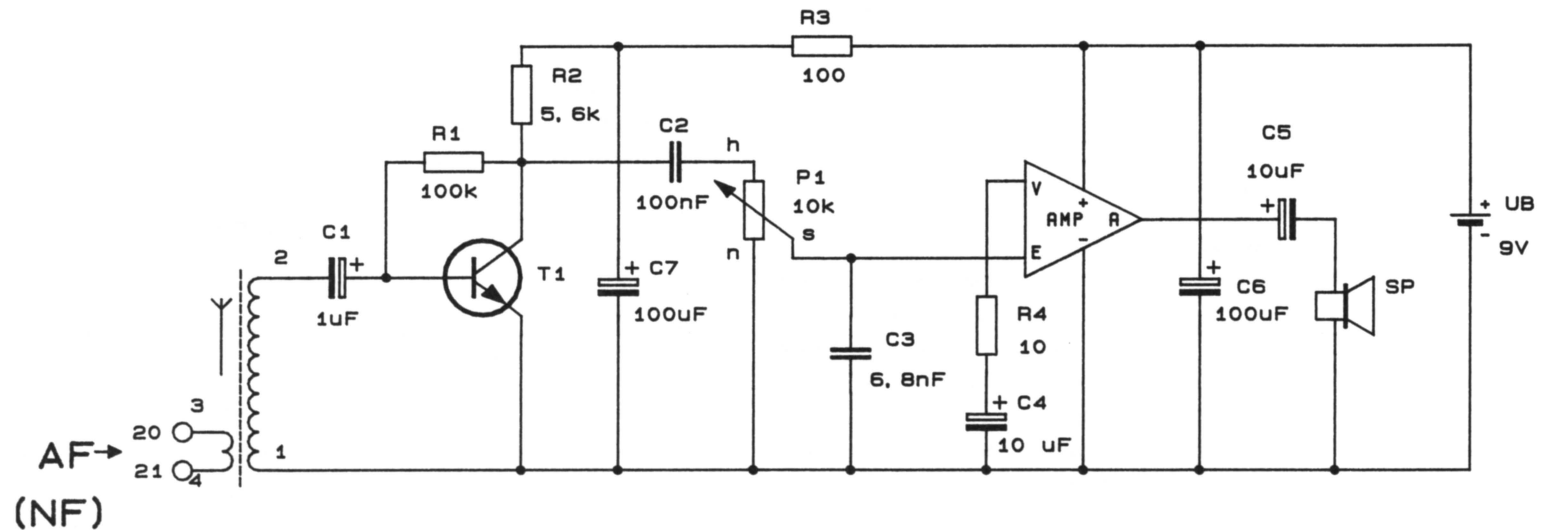 R3
100
R2
5,6k
R1
100k
C2
100nF
h
P1
10k
s
n
V
AMP
+
A
-
E
C5
10uF
+
UB
+
-
9V
2
C1
+
1uF
T1
+
C7
100uF
R4
10
+
C6
100uF
SP
C3
6,8nF
+
C4
10 uF
3
20
21
4
1
AF
(NF)